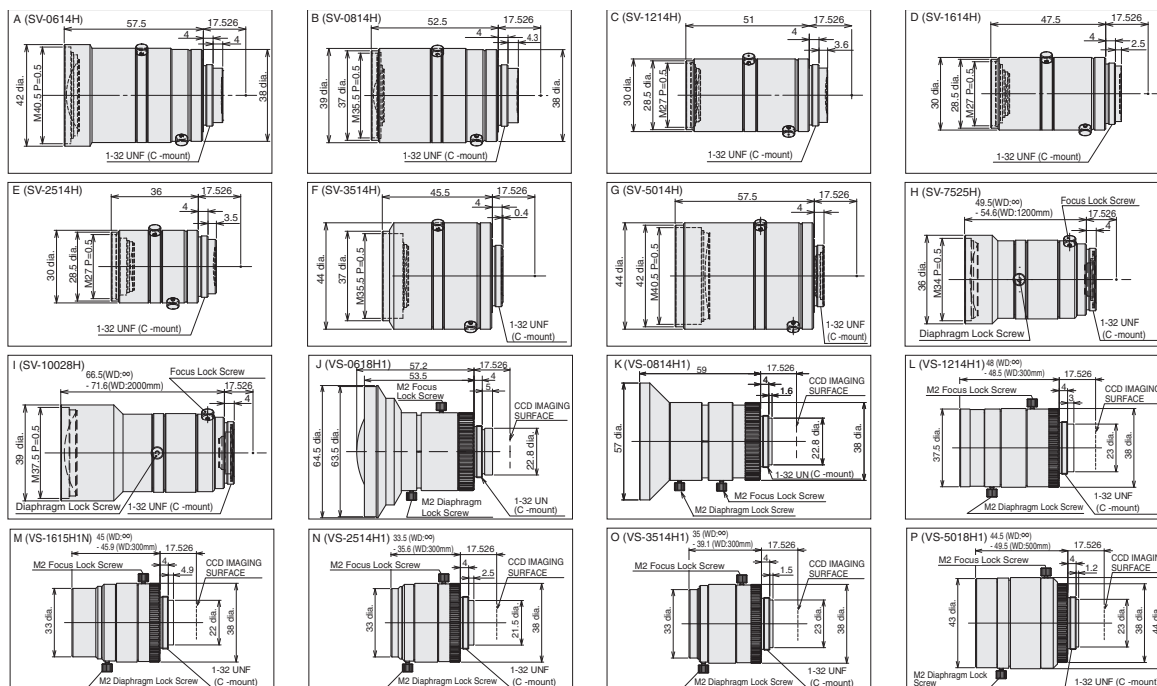 A (SV-0614H)
57.5
17.526
4
4
42 dia.
M40.5 P=0.5
38 dia.
1-32 UNF (C -mount)
B (SV-0814H)
52.5
17.526
4
4.3
39 dia.
37 dia.
M35.5 P=0.5
38 dia.
1-32 UNF (C -mount)
C (SV-1214H)
51
17.526
4
3.6
30 dia.
28.5 dia.
M27 P=0.5
1-32 UNF (C -mount)
D (SV-1614H)
47.5
17.526
4
2.5
30 dia.
28.5 dia.
M27 P=0.5
1-32 UNF (C -mount)
E (SV-2514H)
36
17.526
4
3.5
30 dia.
28.5 dia.
M27 P=0.5
1-32 UNF (C -mount)
F (SV-3514H)
45.5
17.526
4
0.4
44 dia.
37 dia.
M35.5 P=0.5
1-32 UNF
(C -mount)
G (SV-5014H)
57.5
17.526
4
44 dia.
42 dia.
M40.5 P=0.5
1-32 UNF
(C -mount)
H (SV-7525H)
49.5(WD:∞)
- 54.6(WD:1200mm)
Focus Lock Screw
17.526
4
36 dia.
M34 P=0.5
Diaphragm Lock Screw
1-32 UNF
(C -mount)
I (SV-10028H)
66.5(WD:∞)
- 71.6(WD:2000mm)
Focus Lock Screw
17.526
4
39 dia.
M37.5 P=0.5
Diaphragm Lock Screw
1-32 UNF (C -mount)
J (VS-0618H1)
57.2
17.526
53.5
4
5
M2 Focus
Lock Screw
CCD IMAGING
SURFACE
64.5 dia.
63.5 dia.
22.8 dia.
M2 Diaphragm
Lock Screw
1-32 UN
(C -mount)
K (VS-0814H1)
59
17.526
4
1.6
CCD IMAGING
SURFACE
57 dia.
22.8 dia.
38 dia.
1-32 UN (C -mount)
M2 Focus Lock Screw
M2 Diaphragm Lock Screw
L (VS-1214H1)
48 (WD:∞)
- 48.5 (WD:300mm)
17.526
M2 Focus Lock Screw
4
3
CCD IMAGING
SURFACE
37.5 dia.
23 dia.
38 dia.
M2 Diaphragm Lock Screw
1-32 UNF
(C -mount)
M (VS-1615H1N)
45 (WD:∞)
- 45.9 (WD:300mm)
17.526
4
4.9
M2 Focus Lock Screw
CCD IMAGING
SURFACE
33 dia.
22 dia.
38 dia.
M2 Diaphragm Lock Screw
1-32 UNF
(C -mount)
N (VS-2514H1)
33.5 (WD:∞)
- 35.6 (WD:300mm)
17.526
4
2.5
M2 Focus Lock Screw
CCD IMAGING
SURFACE
33 dia.
21.5 dia.
38 dia.
M2 Diaphragm Lock Screw
1-32 UNF
(C -mount)
O (VS-3514H1)
35 (WD:∞)
- 39.1 (WD:300mm)
17.526
4
1.5
M2 Focus Lock Screw
CCD IMAGING
SURFACE
33 dia.
23 dia.
38 dia.
M2 Diaphragm Lock Screw
1-32 UNF
(C -mount)
P (VS-5018H1)
44.5 (WD:∞)
- 49.5 (WD:500mm)
17.526
4
1.2
M2 Focus Lock Screw
CCD IMAGING
SURFACE
43 dia.
23 dia.
38 dia.
44 dia.
M2 Diaphragm Lock
Screw
1-32 UNF (C -mount)